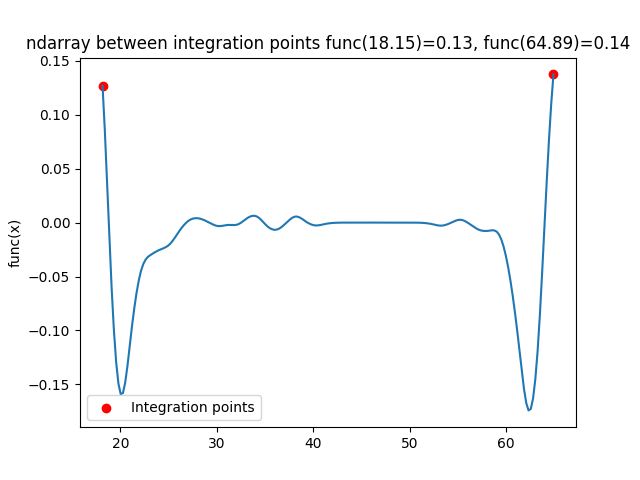 ndarray between integration points func(18.15)=0.13, func(64.89)=0.14
0.15
0.10
0.05
0.00
−0.05
−0.10
−0.15
func(x)
Integration points
20 30 40 50 60